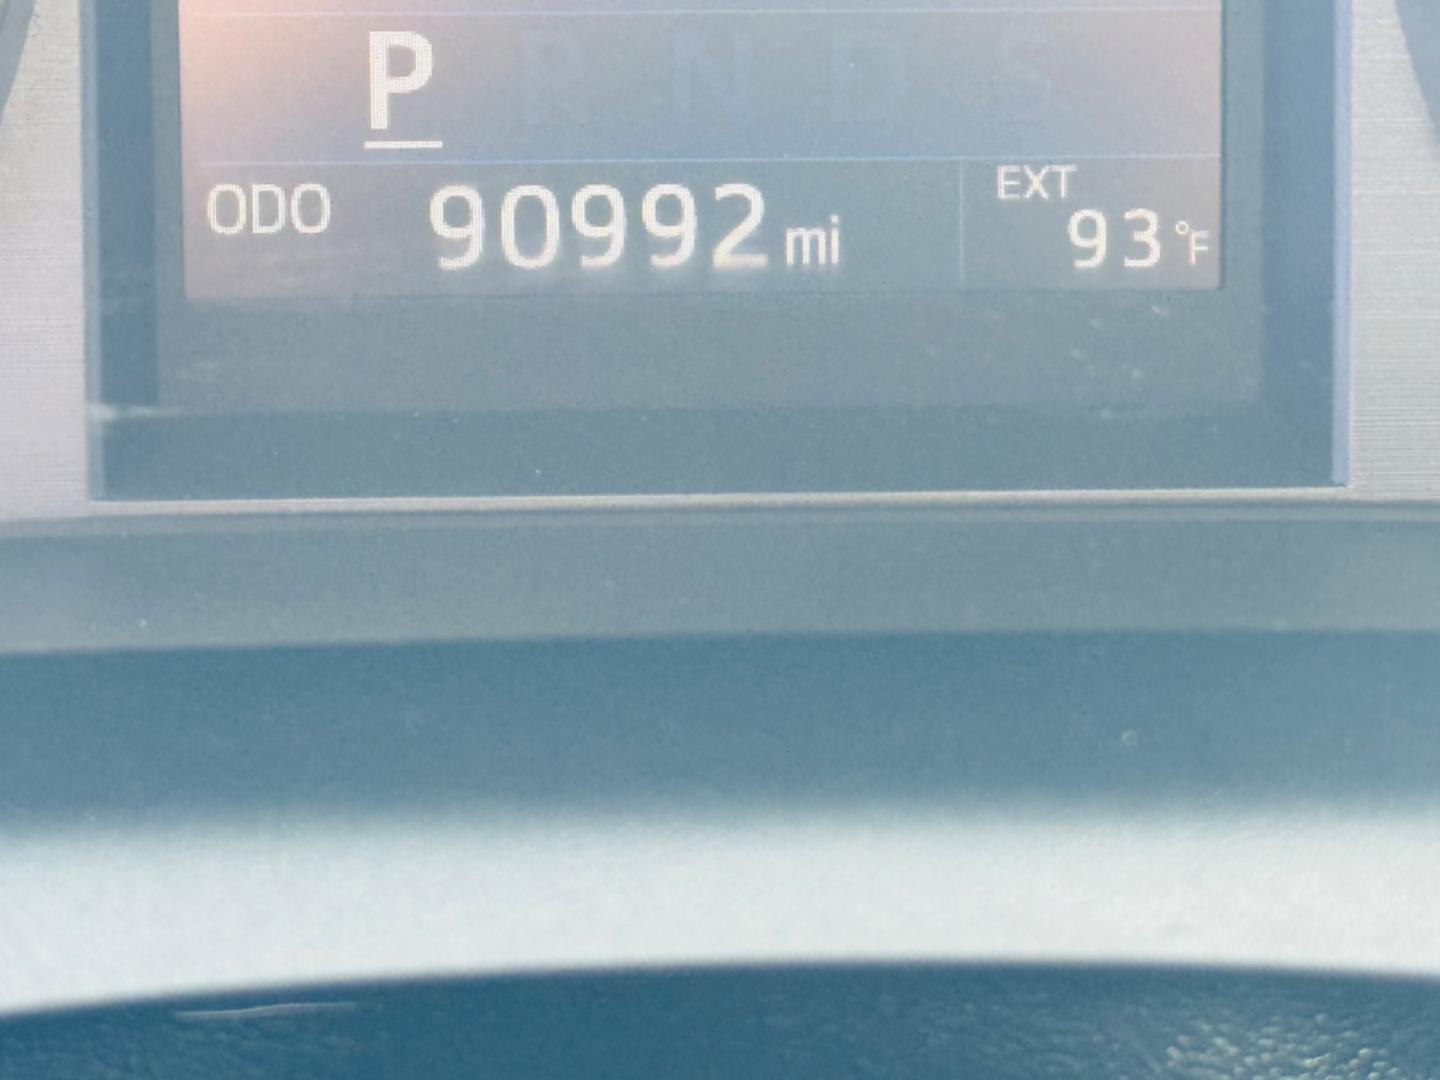 P R N D S
ODO 90992 mi
EXT 93 °F